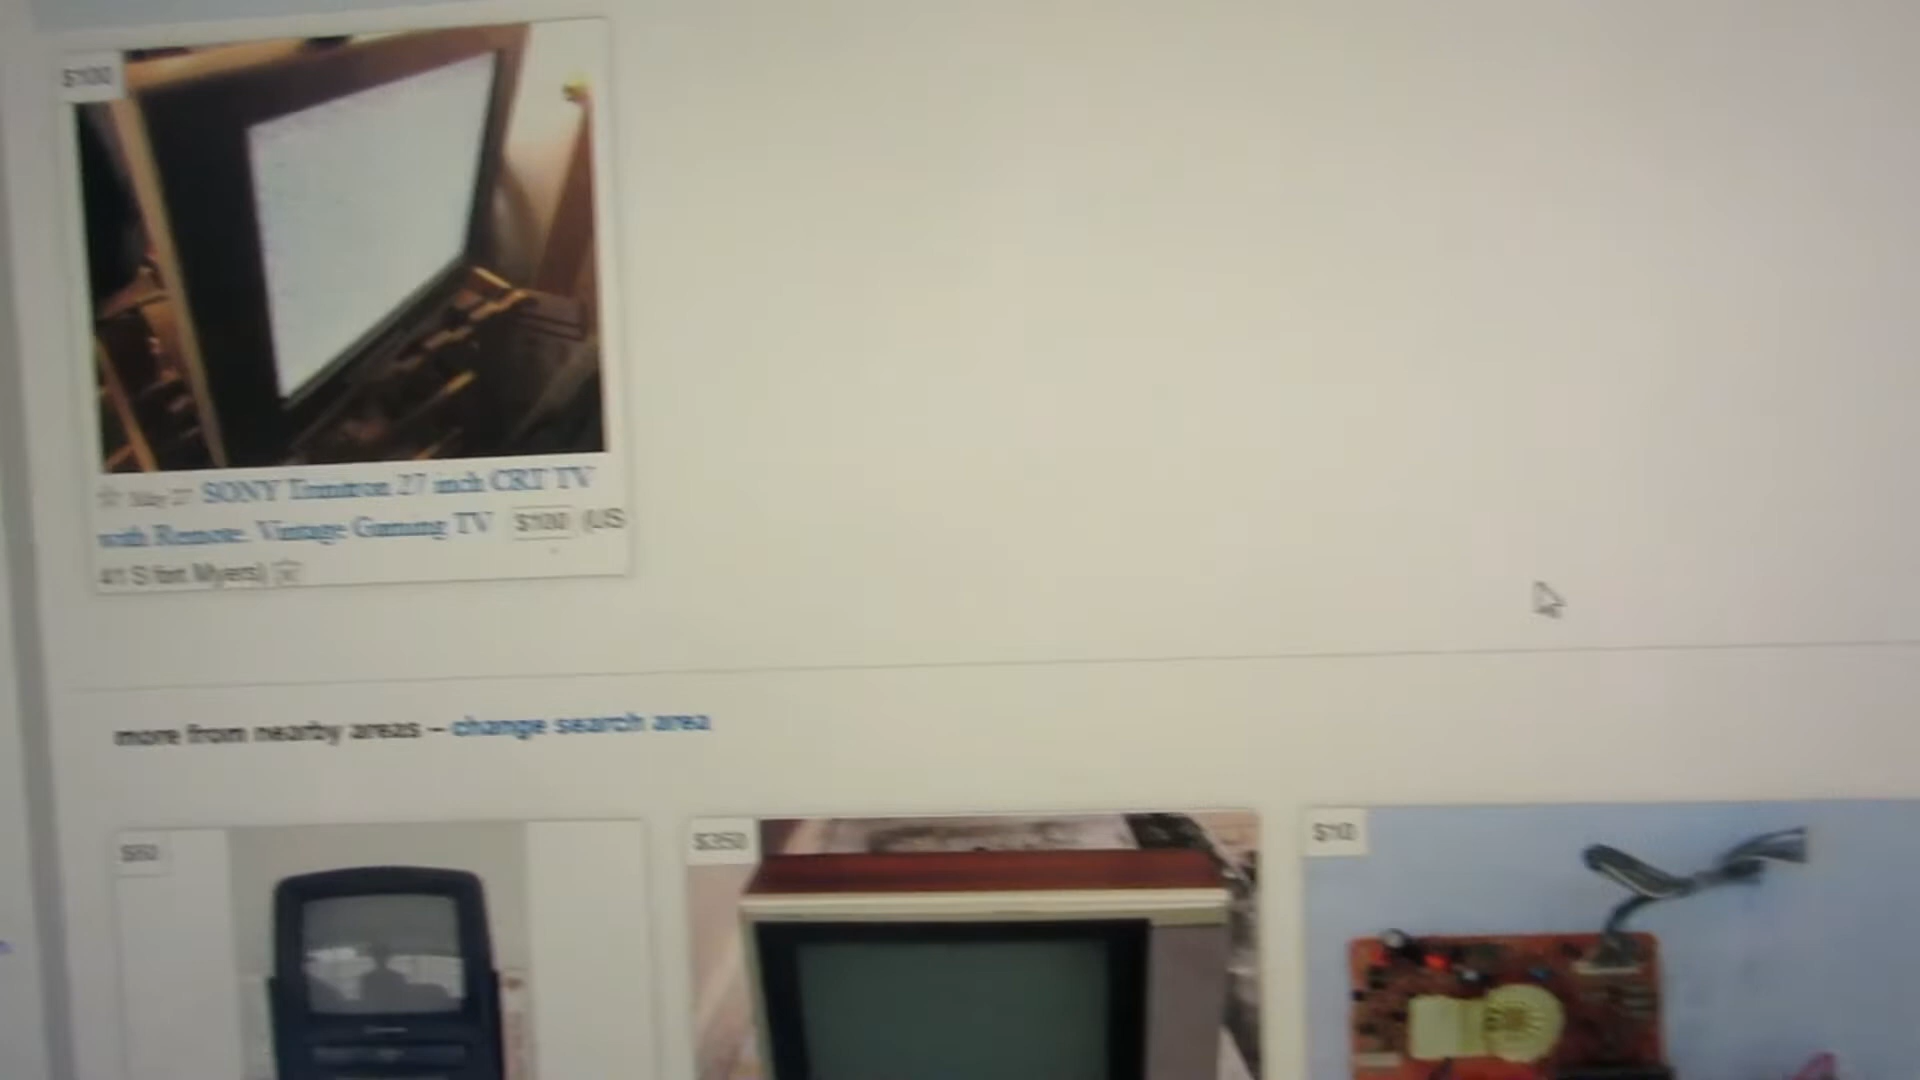 $100
May 27 SONY Trinitron 27 inch CRT TV
with Remote. Vintage Gaming TV $100 (US
41 S fort Myers)
more from nearby areas – change search area
$60
$350
$10